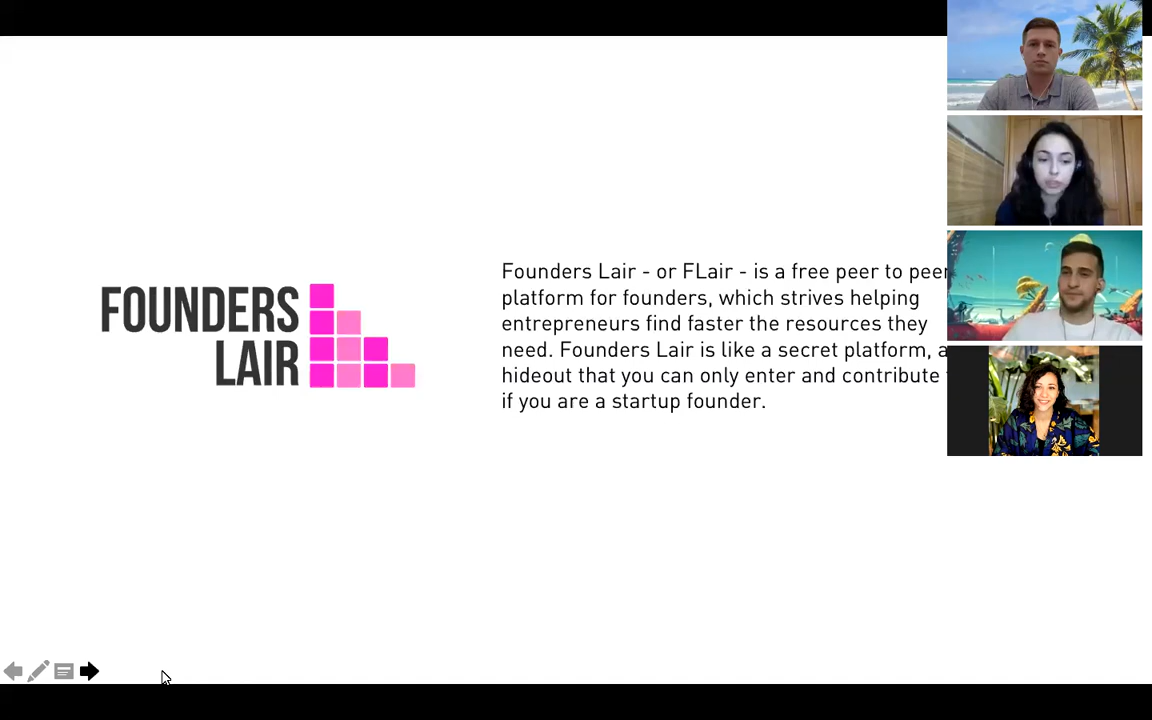 FOUNDERS
LAIR
Founders Lair - or FLair - is a free peer to peer
platform for founders, which strives helping
entrepreneurs find faster the resources they
need. Founders Lair is like a secret platform, a
hideout that you can only enter and contribute
if you are a startup founder.